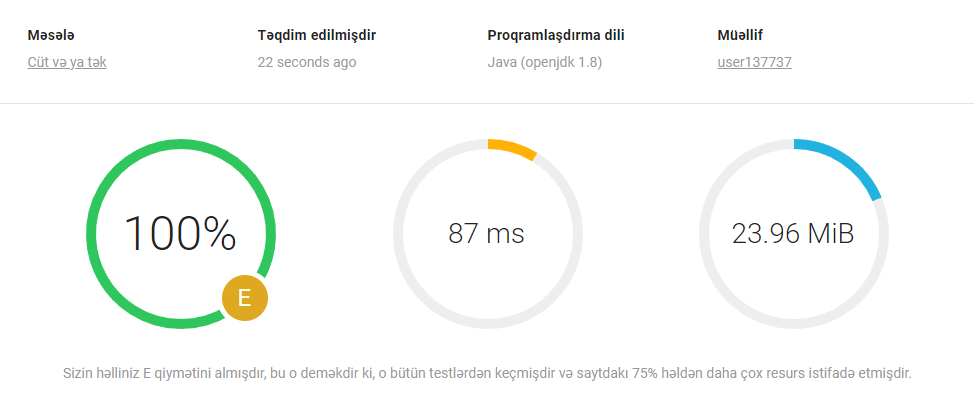 Məsələ
Təqdim edilmişdir
Proqramlaşdırma dili
Müəllif
Cüt və ya tək
22 seconds ago
Java (openjdk 1.8)
user137737
100%
87 ms
23.96 MiB
E
Sizin həlliniz E qiymətini almışdır, bu o deməkdir ki, o bütün testlərdən keçmişdir və saytdakı 75% həldən daha çox resurs istifadə etmişdir.